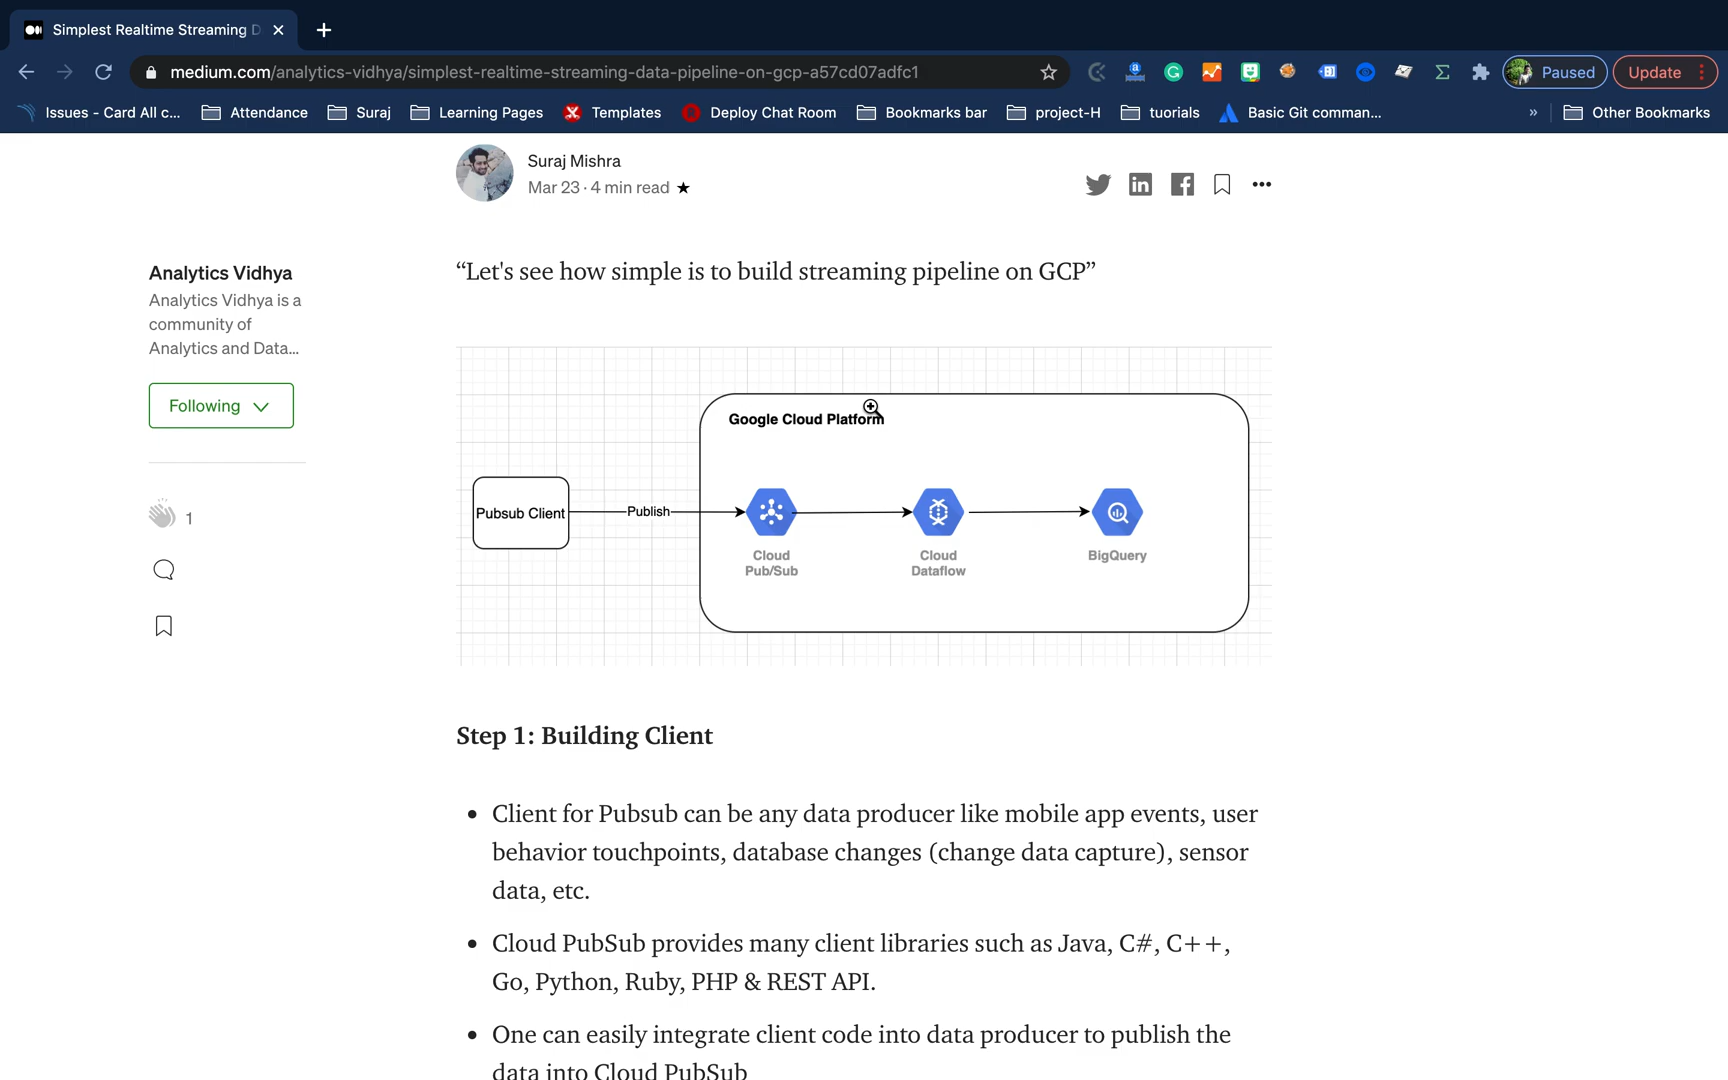 Simplest Realtime Streaming D
medium.com/analytics-vidhya/simplest-realtime-streaming-data-pipeline-on-gcp-a57cd07adfc1
Paused
Update
Issues - Card All c...
Attendance
Suraj
Learning Pages
Templates
Deploy Chat Room
Bookmarks bar
project-H
tuorials
Basic Git comman...
»
Other Bookmarks
Suraj Mishra
Mar 23 · 4 min read ★
Analytics Vidhya
Analytics Vidhya is a
community of
Analytics and Data...
Following
1
“Let's see how simple is to build streaming pipeline on GCP”
Google Cloud Platform
Pubsub Client
Publish
Cloud
Pub/Sub
Cloud
Dataflow
BigQuery
Step 1: Building Client
• Client for Pubsub can be any data producer like mobile app events, user
behavior touchpoints, database changes (change data capture), sensor
data, etc.
• Cloud PubSub provides many client libraries such as Java, C#, C++,
Go, Python, Ruby, PHP & REST API.
• One can easily integrate client code into data producer to publish the
data into Cloud PubSub